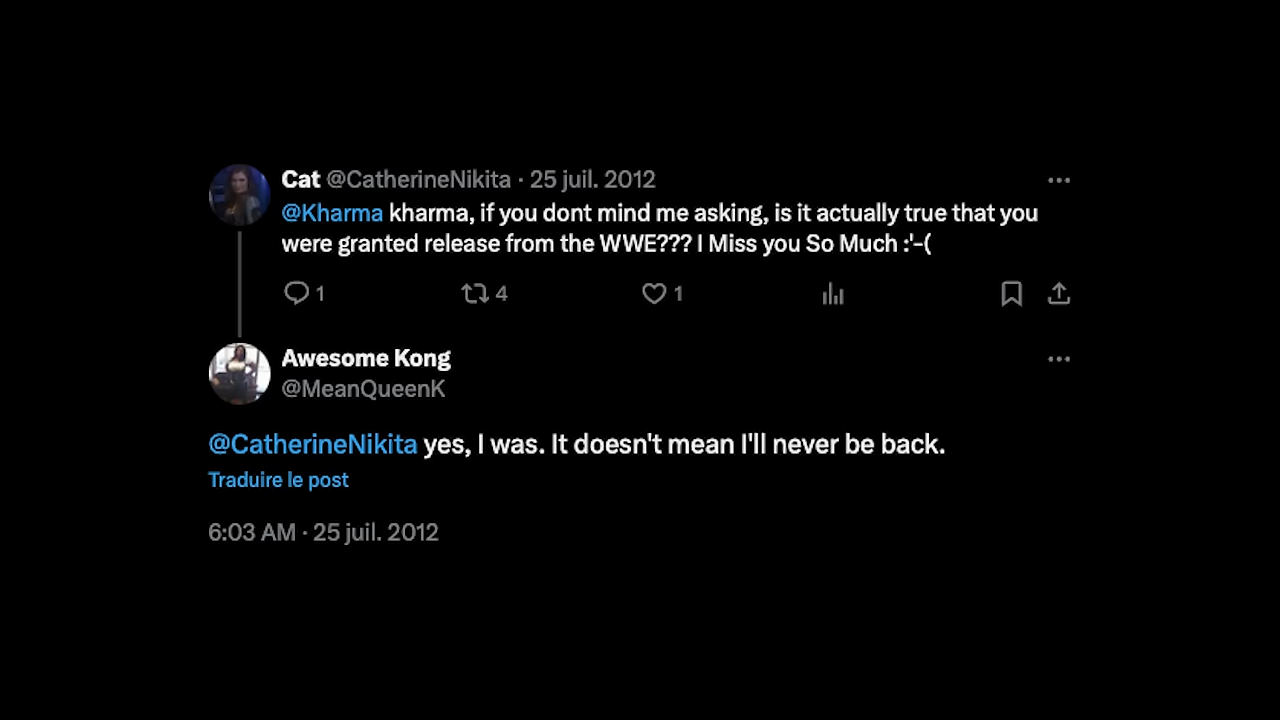 Cat @CatherineNikita · 25 juil. 2012
@Kharma kharma, if you dont mind me asking, is it actually true that you
were granted release from the WWE??? I Miss you So Much :'-(
1 4 1
Awesome Kong
@MeanQueenK
@CatherineNikita yes, I was. It doesn't mean I'll never be back.
Traduire le post
6:03 AM · 25 juil. 2012